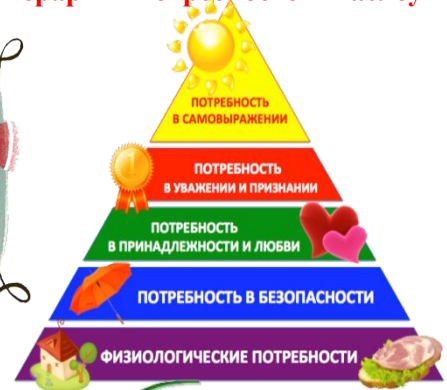 ПОТРЕБНОСТЬ
В САМОВЫРАЖЕНИИ
ПОТРЕБНОСТЬ
В УВАЖЕНИИ И ПРИЗНАНИИ
ПОТРЕБНОСТЬ
В ПРИНАДЛЕЖНОСТИ И ЛЮБВИ
ПОТРЕБНОСТЬ В БЕЗОПАСНОСТИ
ФИЗИОЛОГИЧЕСКИЕ ПОТРЕБНОСТИ